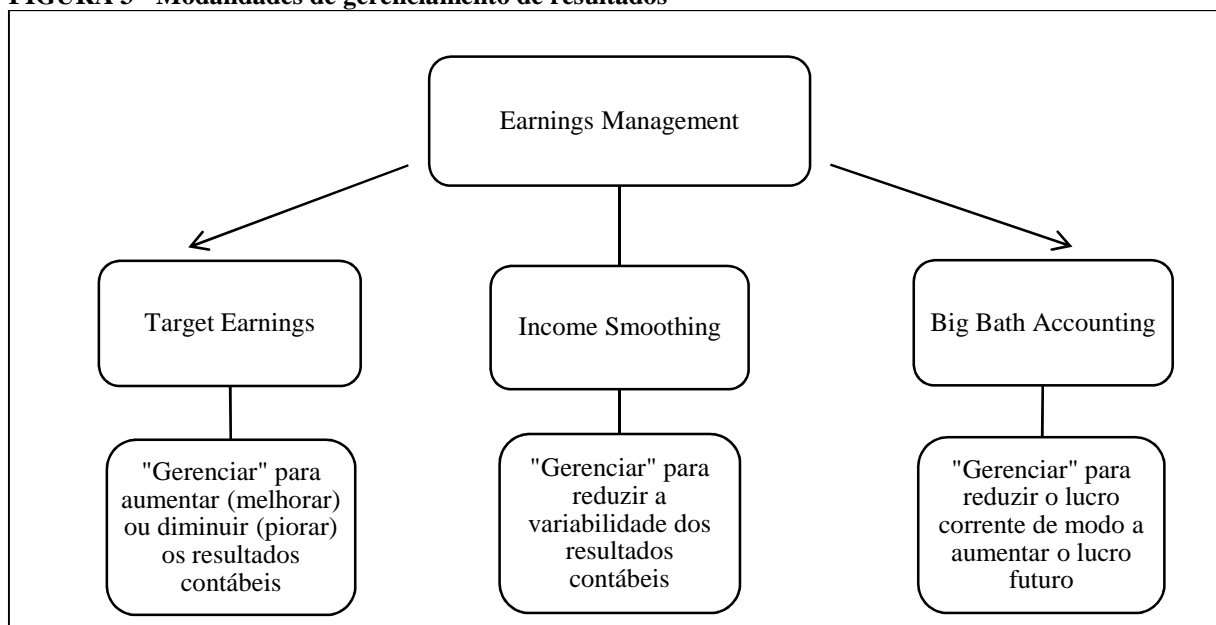 FIGURA 3 - Modalidades de gerenciamento de resultados
Earnings Management
Target Earnings
Income Smoothing
Big Bath Accounting
"Gerenciar" para
aumentar (melhorar)
ou diminuir (piorar)
os resultados
contábeis
"Gerenciar" para
reduzir a
variabilidade dos
resultados
contábeis
"Gerenciar" para
reduzir o lucro
corrente de modo a
aumentar o lucro
futuro